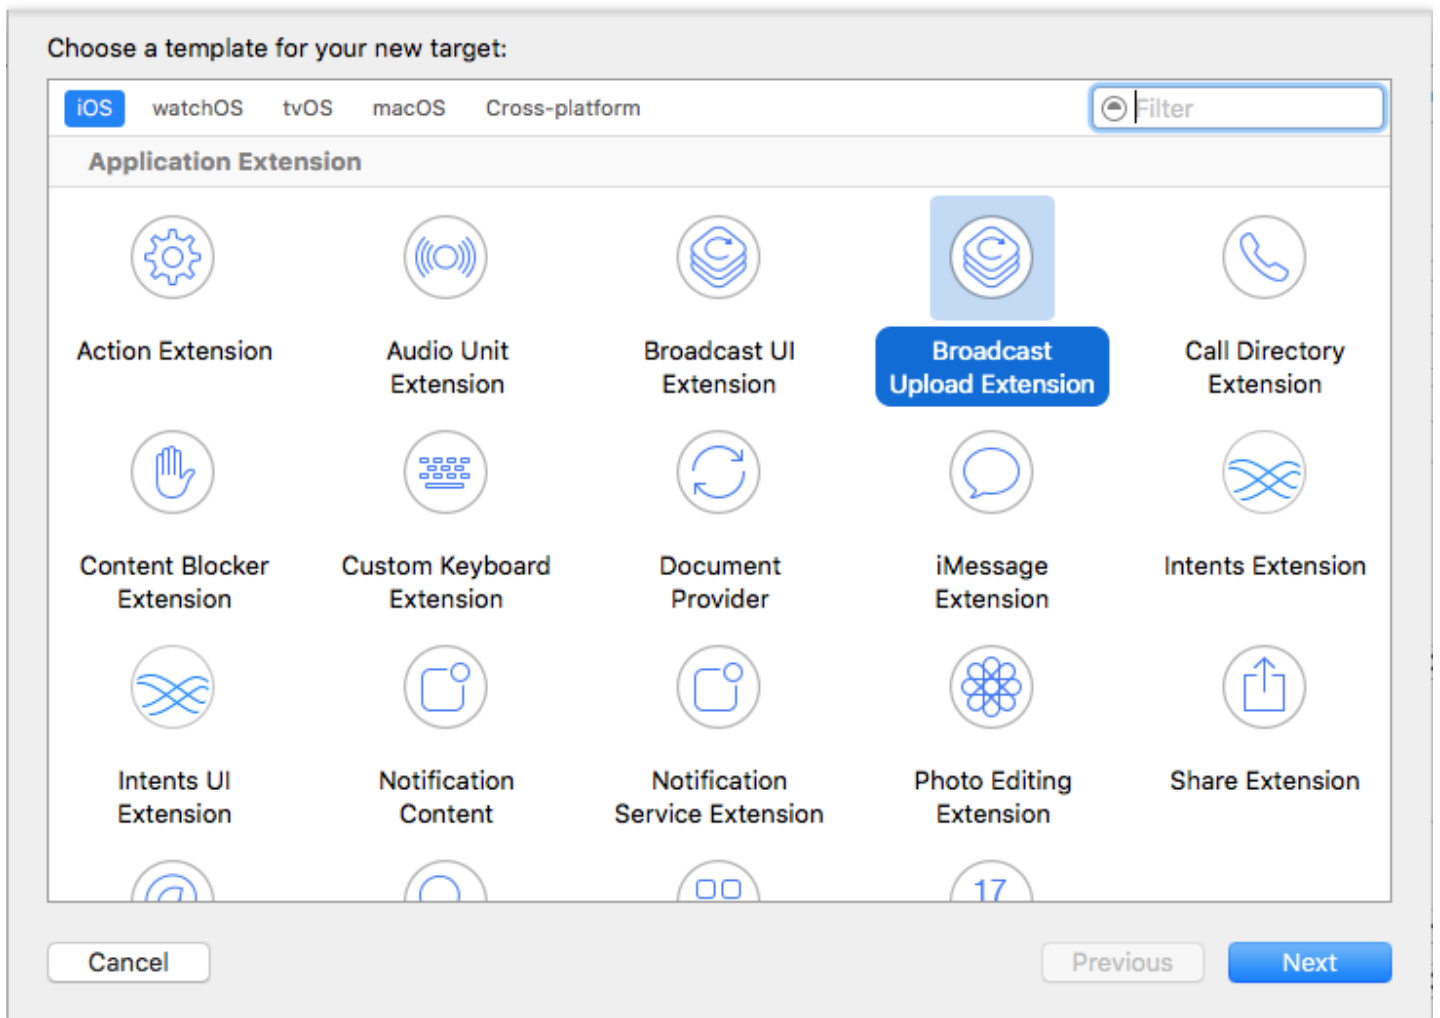 Choose a template for your new target:
iOS watchOS tvOS macOS Cross-platform Filter
Application Extension
Action Extension
Audio Unit
Extension
Broadcast UI
Extension
Broadcast
Upload Extension
Call Directory
Extension
Content Blocker
Extension
Custom Keyboard
Extension
Document
Provider
iMessage
Extension
Intents Extension
Intents UI
Extension
Notification
Content
Notification
Service Extension
Photo Editing
Extension
Share Extension
17
Cancel Previous Next